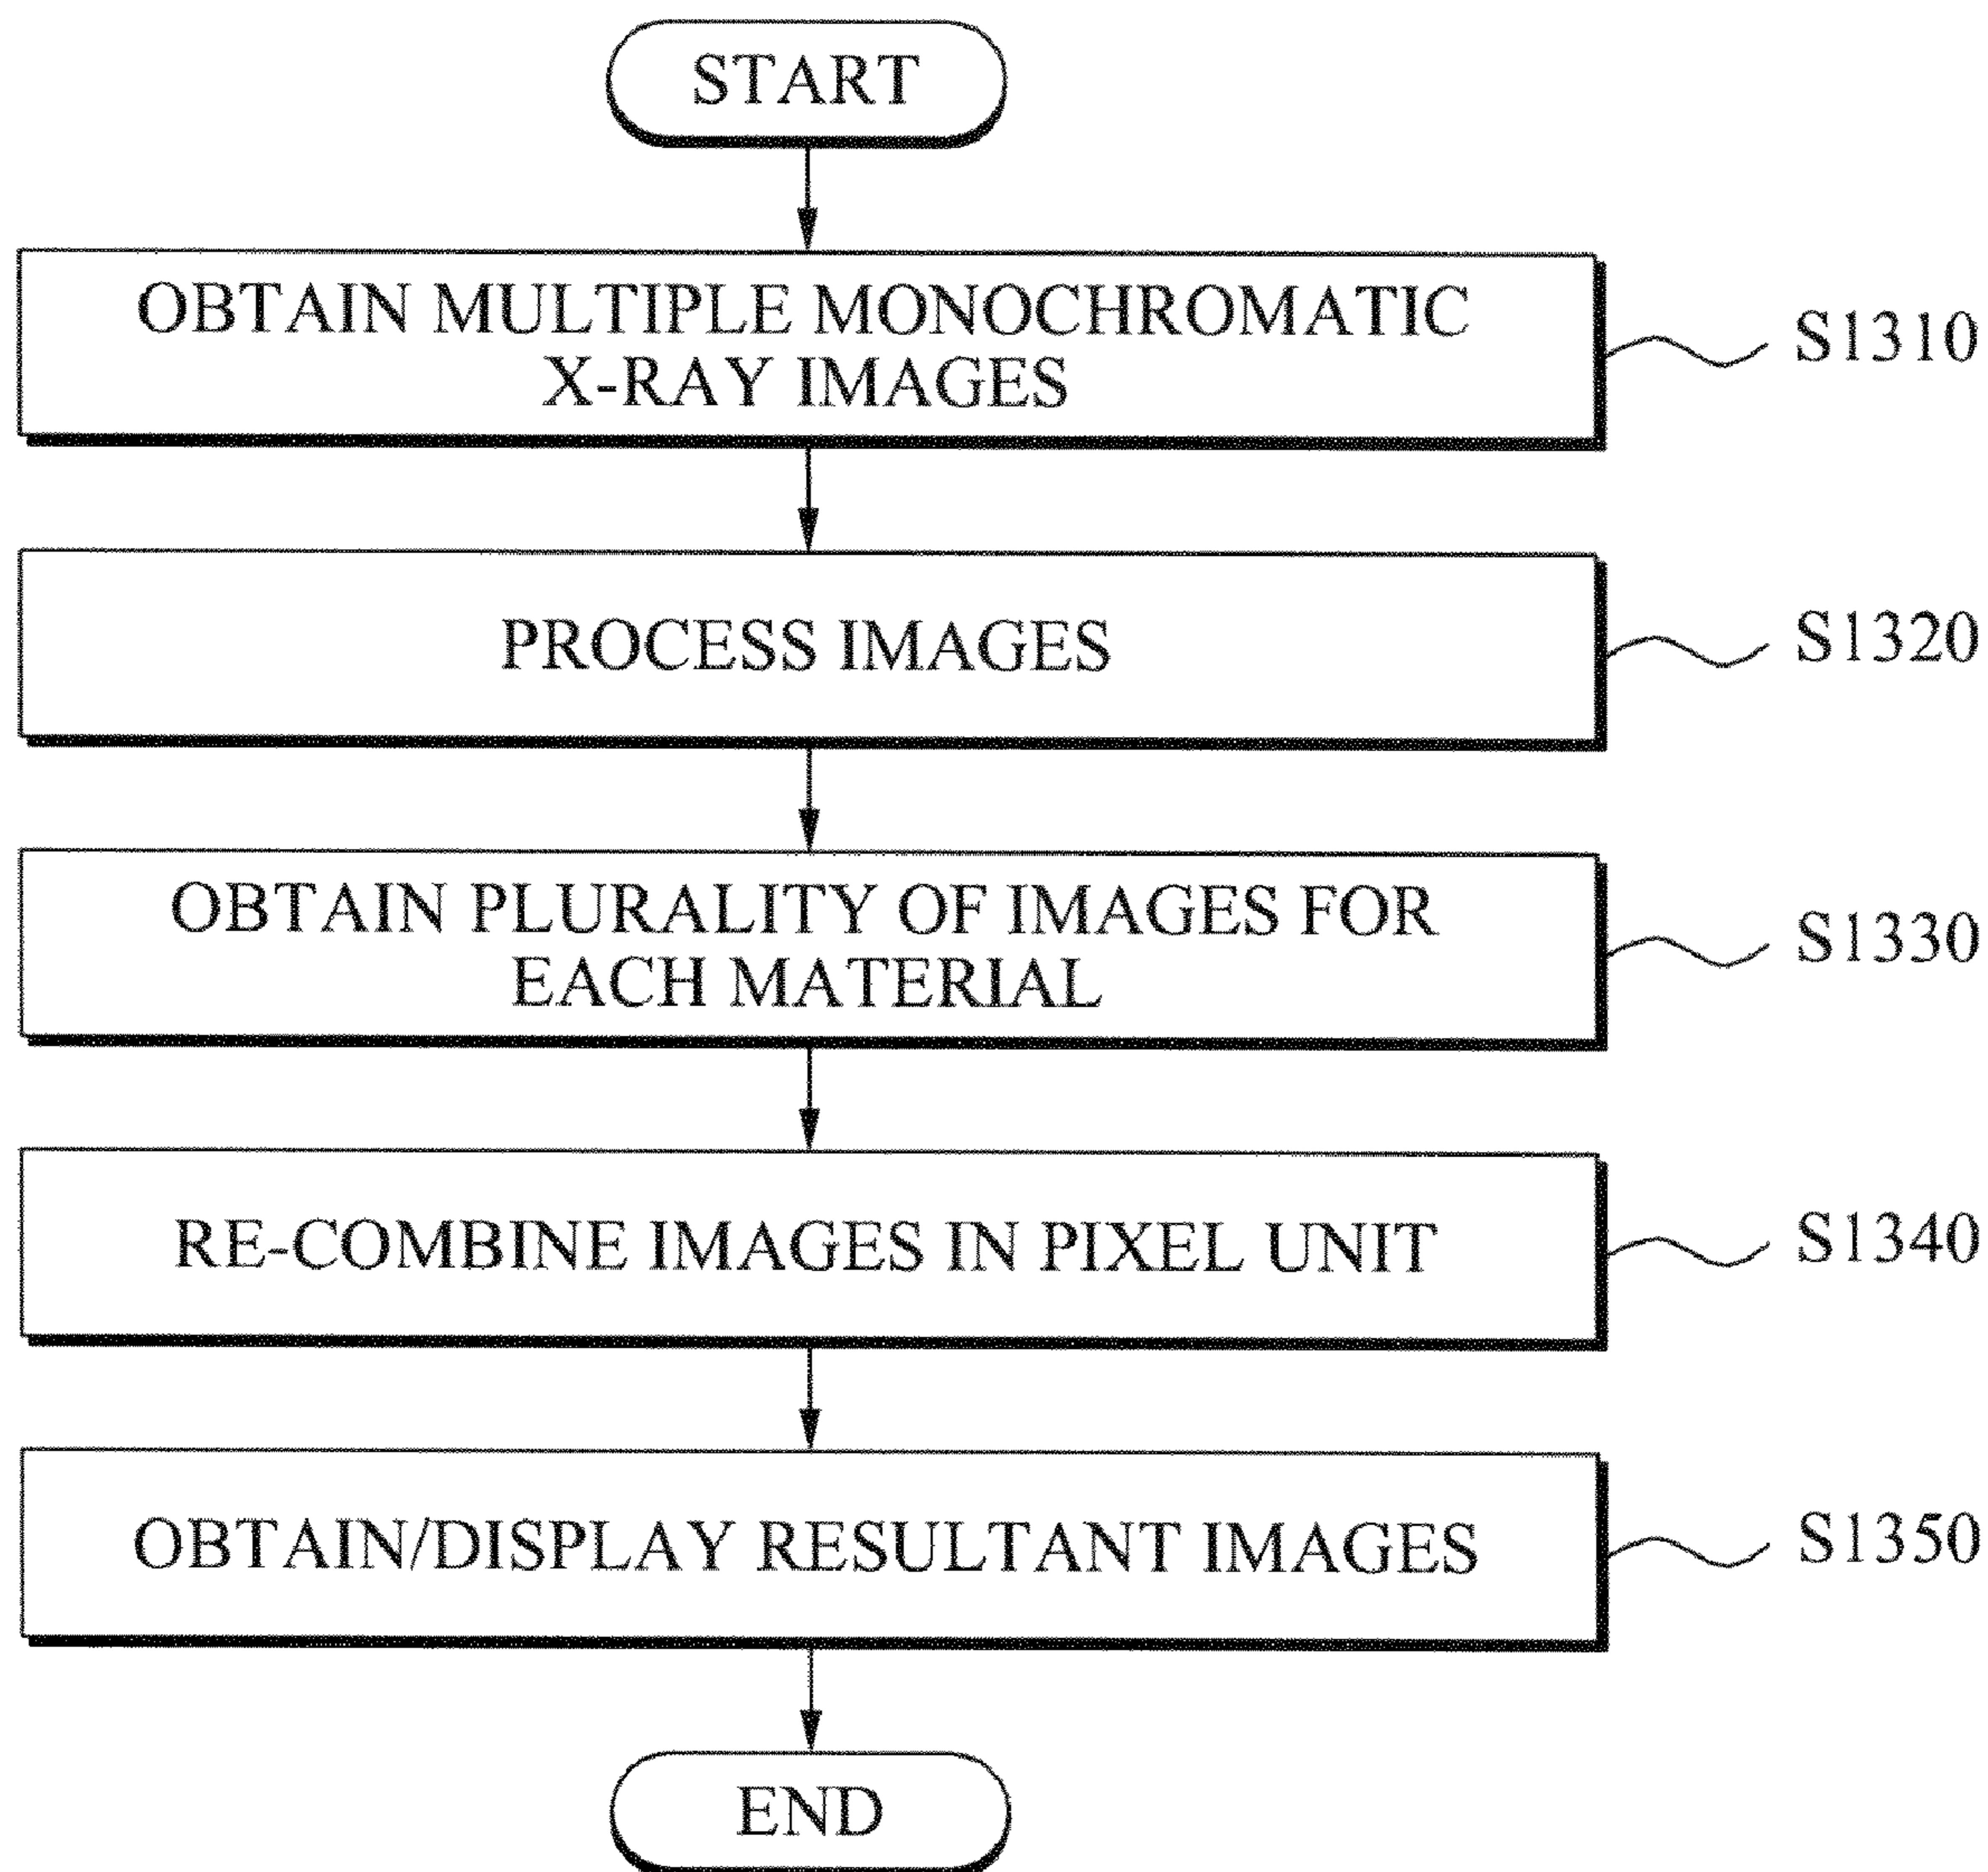 START
OBTAIN MULTIPLE MONOCHROMATIC
X-RAY IMAGES
S1310
PROCESS IMAGES
S1320
OBTAIN PLURALITY OF IMAGES FOR
EACH MATERIAL
S1330
RE-COMBINE IMAGES IN PIXEL UNIT
S1340
OBTAIN/DISPLAY RESULTANT IMAGES
S1350
END